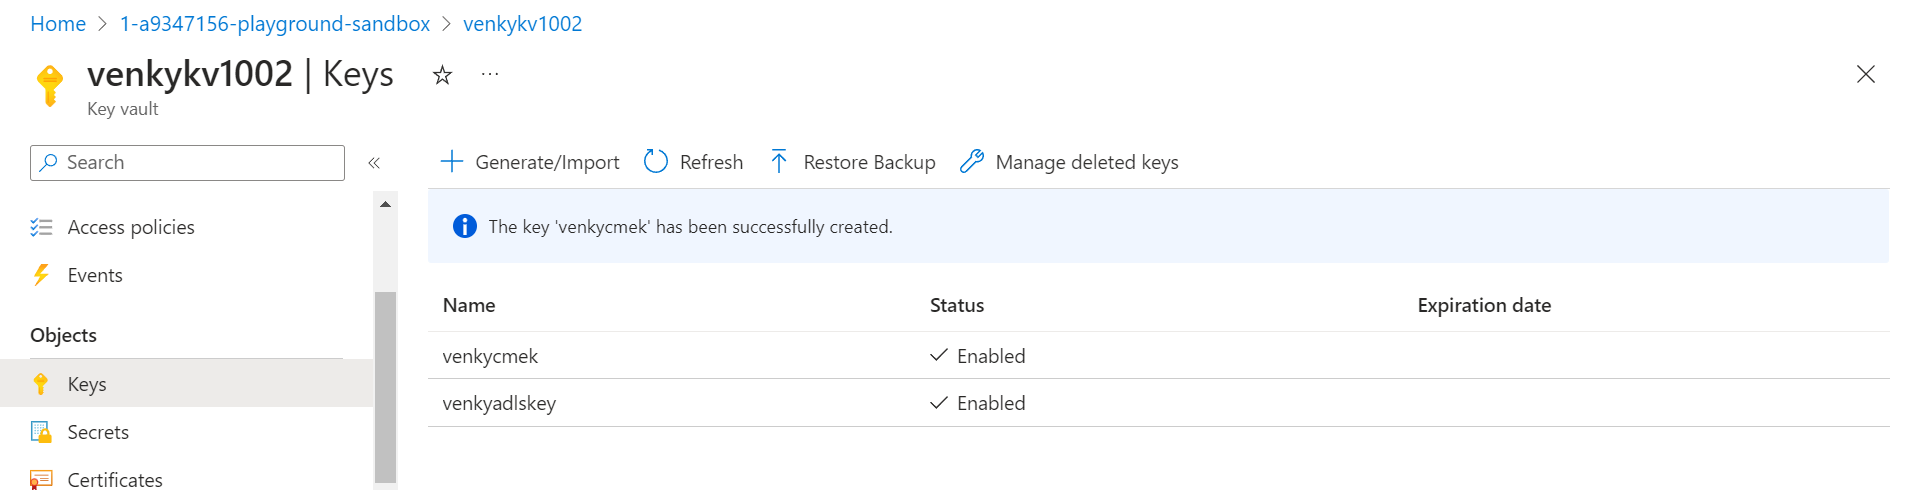 Home > 1-a9347156-playground-sandbox > venkykv1002
venkykv1002 | Keys
Key vault
Search
Access policies
Events
Objects
Keys
Secrets
Certificates
Generate/Import Refresh Restore Backup Manage deleted keys
The key 'venkycmek' has been successfully created.
Name Status Expiration date
venkycmek Enabled
venkyadlskey Enabled